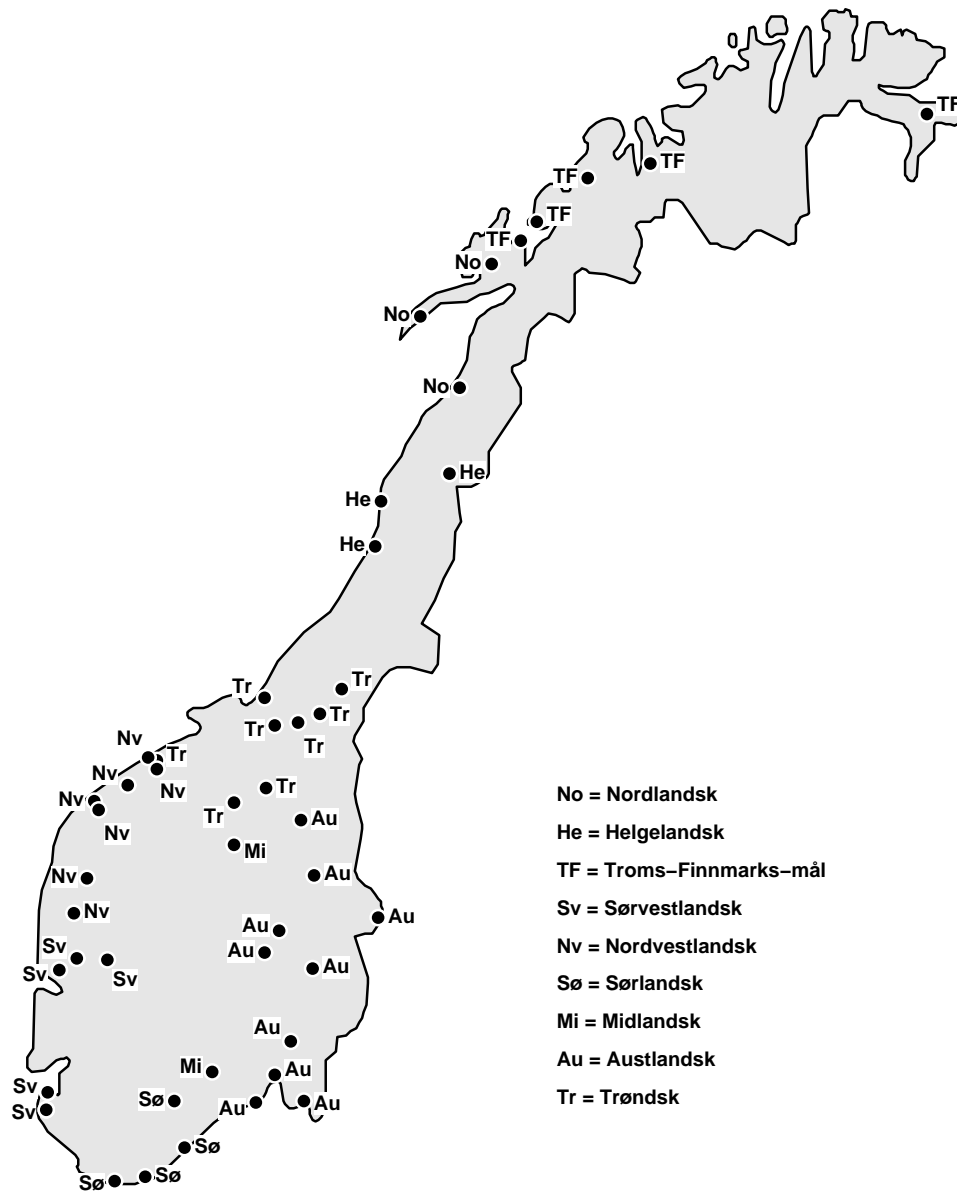 TF
TF
TF
TF
TF
No
No
No
He
He
He
Tr
Tr
Tr
Tr
Tr
Nv
Tr
Nv
Nv
Tr
Nv
Tr
Au
Nv
Mi
Nv
Au
Nv
Au
Au
Sv
Au
Sv
Sv
Au
Au
Mi
Au
Sv
Sø
Au
Au
Sv
Sø
Sø
Sø
No = Nordlandsk
He = Helgelandsk
TF = Troms–Finnmarks–mål
Sv = Sørvestlandsk
Nv = Nordvestlandsk
Sø = Sørlandsk
Mi = Midlandsk
Au = Austlandsk
Tr = Trøndsk